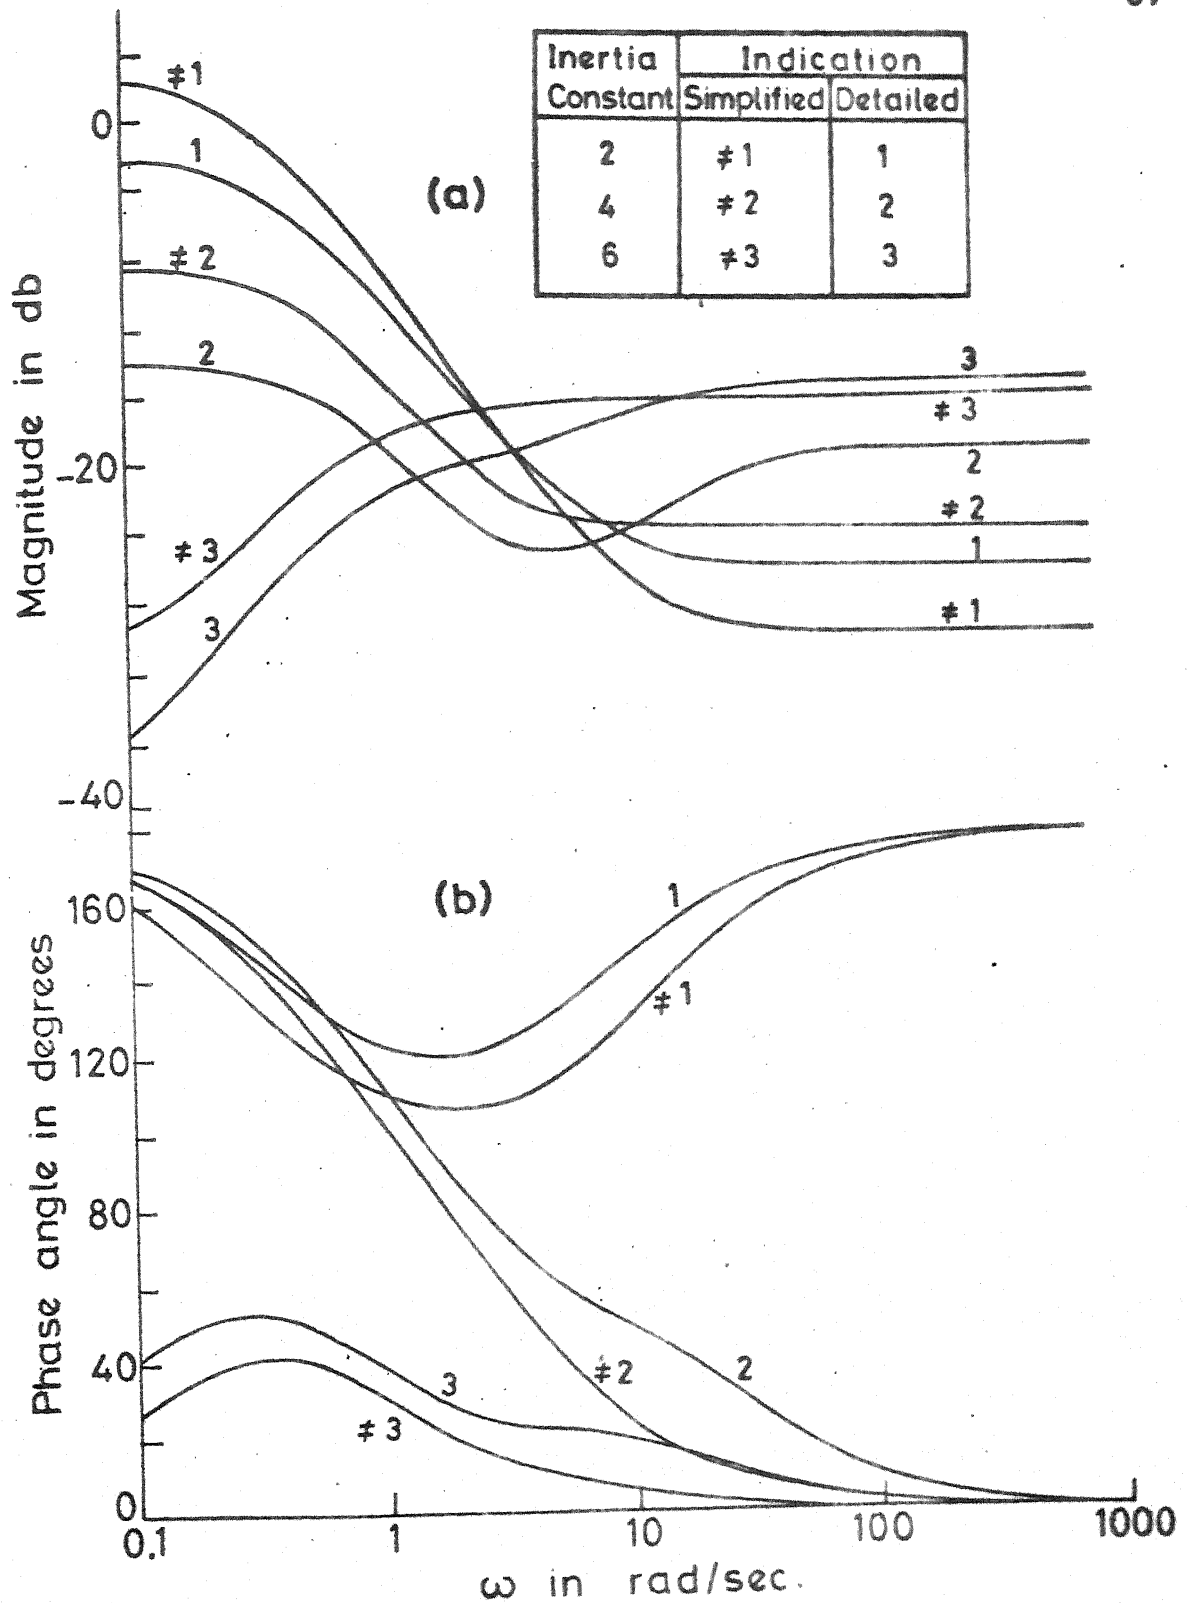 Inertia Indication
Constant Simplified Detailed
2 ≠1 1
4 ≠2 2
6 ≠3 3
(a)
≠1
0
1
≠2
2
-20
≠3
3
-40
Magnitude in db
3
≠3
2
≠2
1
≠1
(b)
160
120
80
40
0
Phase angle in degrees
1
≠1
≠2
2
3
≠3
0.1 1 10 100 1000
ω in rad/sec.